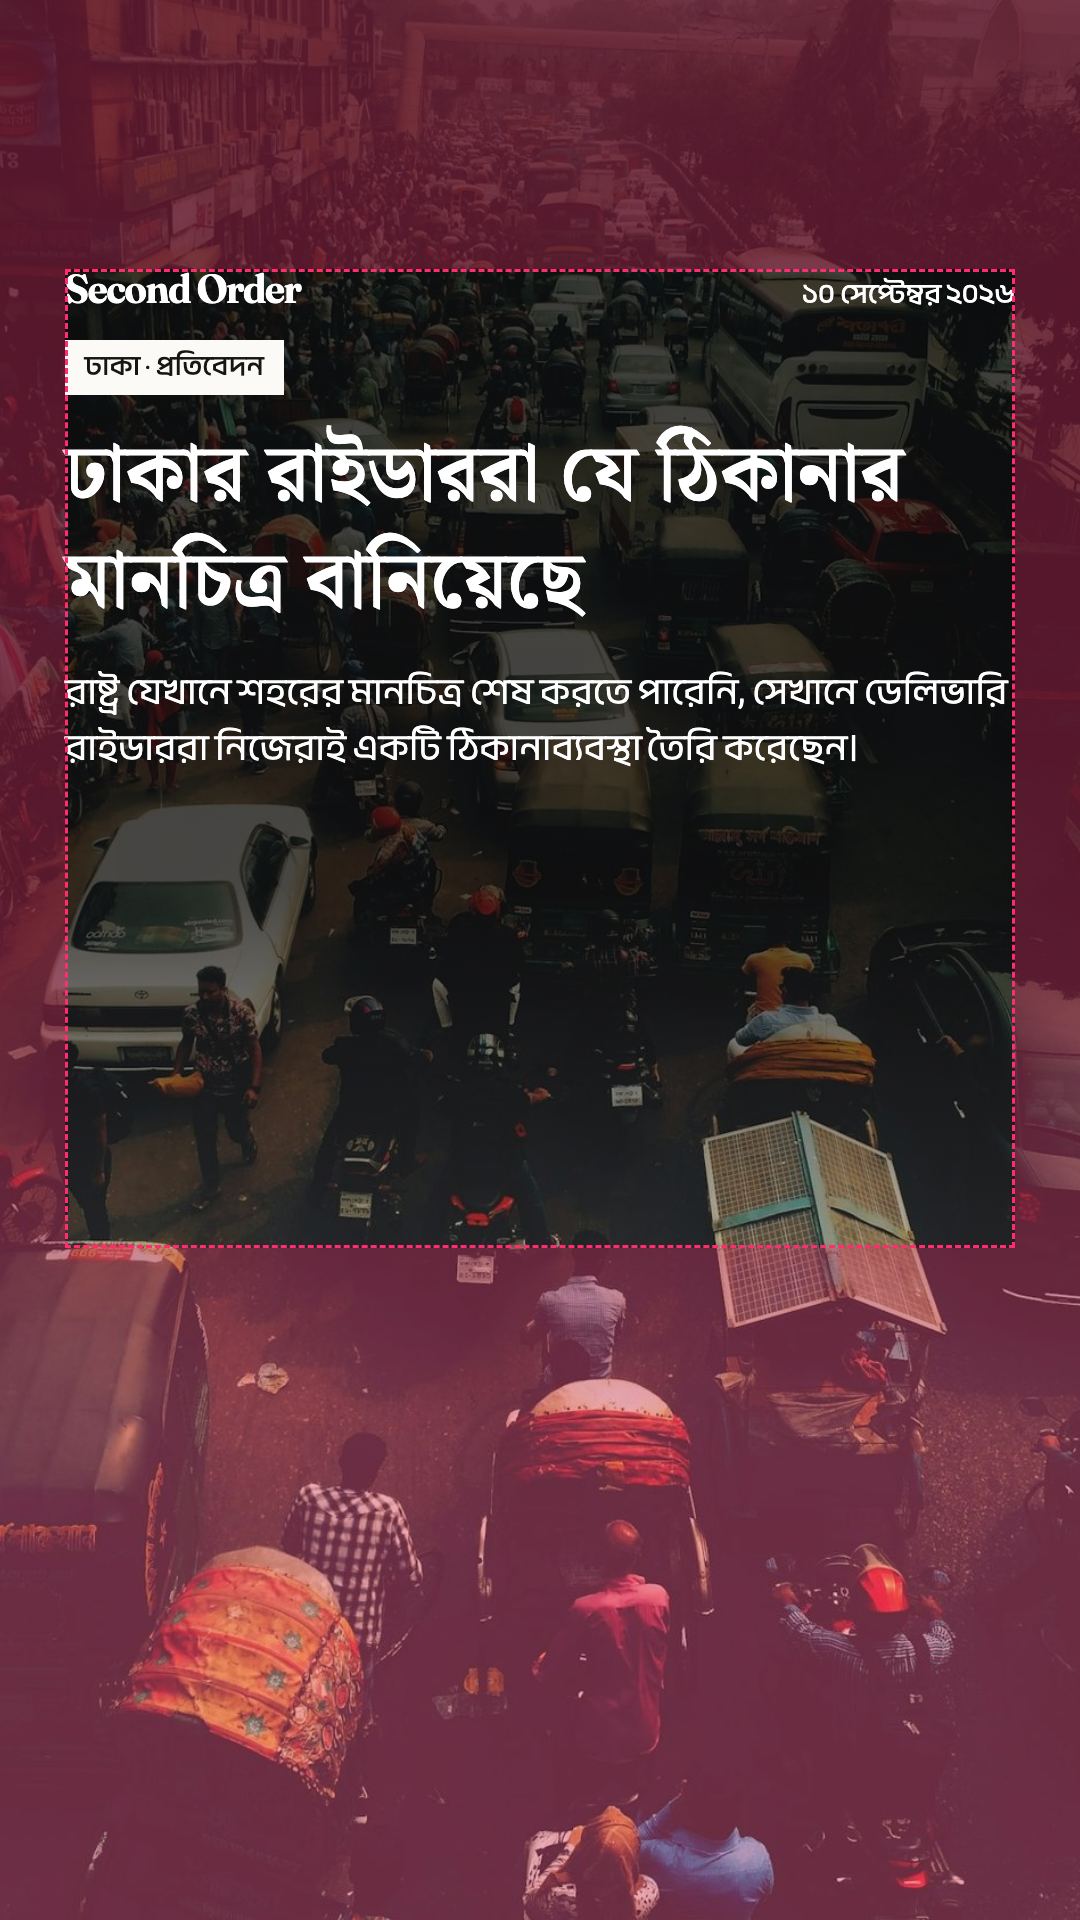 Second Order
১০ সেপ্টেম্বর ২০২৬
ঢাকা · প্রতিবেদন
ঢাকার রাইডাররা যে ঠিকানার
মানচিত্র বানিয়েছে
রাষ্ট্র যেখানে শহরের মানচিত্র শেষ করতে পারেনি, সেখানে ডেলিভারি
রাইডাররা নিজেরাই একটি ঠিকানাব্যবস্থা তৈরি করেছেন।